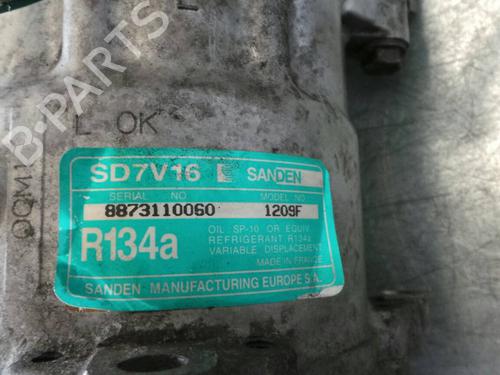 B-PARTS
L OK
SD7V16 SANDEN
SERIAL NO MODEL NO
8873110060 1209F
R134a
OIL SP-10 OR EQUIV.
REFRIGERANT R134a
VARIABLE DISPLACEMENT
MADE IN FRANCE
SANDEN MANUFACTURING EUROPE S.A.